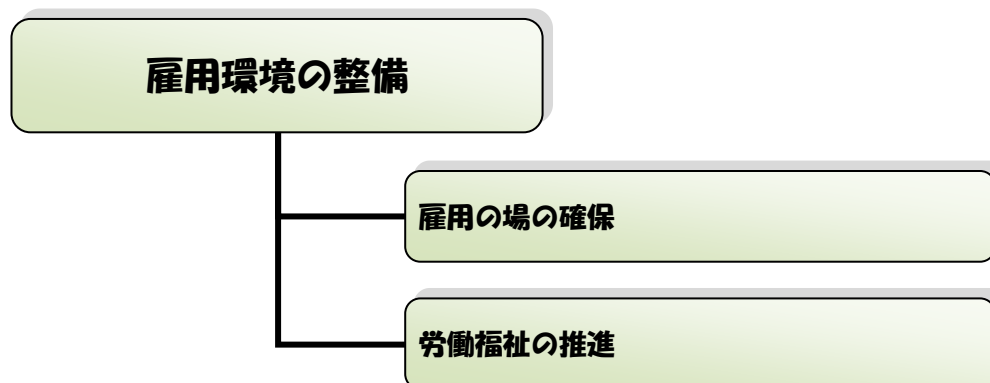 雇用環境の整備
雇用の場の確保
労働福祉の推進